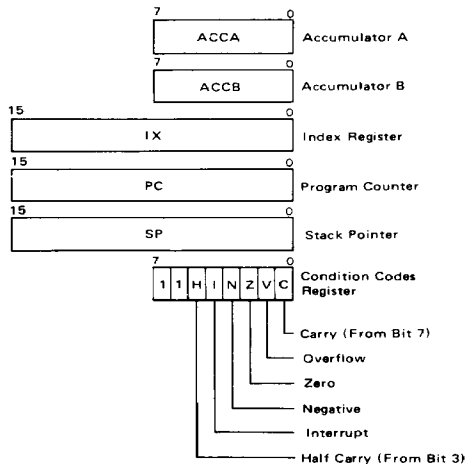 7 0
ACCA Accumulator A
7 0
ACCB Accumulator B
15 0
IX Index Register
15 0
PC Program Counter
15 0
SP Stack Pointer
7 0
1 1 H I N Z V C Condition Codes
Register
Carry (From Bit 7)
Overflow
Zero
Negative
Interrupt
Half Carry (From Bit 3)